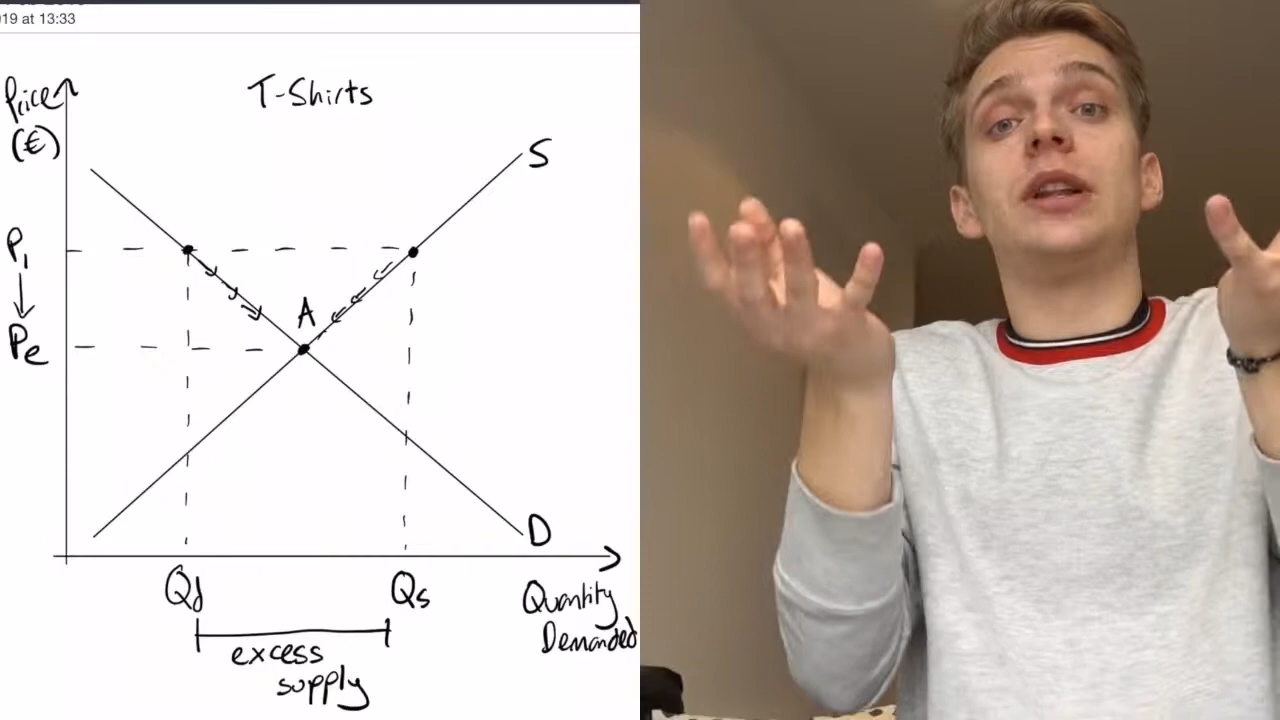 19 at 13:33
T-Shirts
Price
(€)
S
P1
↓
Pe
A
D
Qd
Qs
Quantity
Demanded
excess
supply